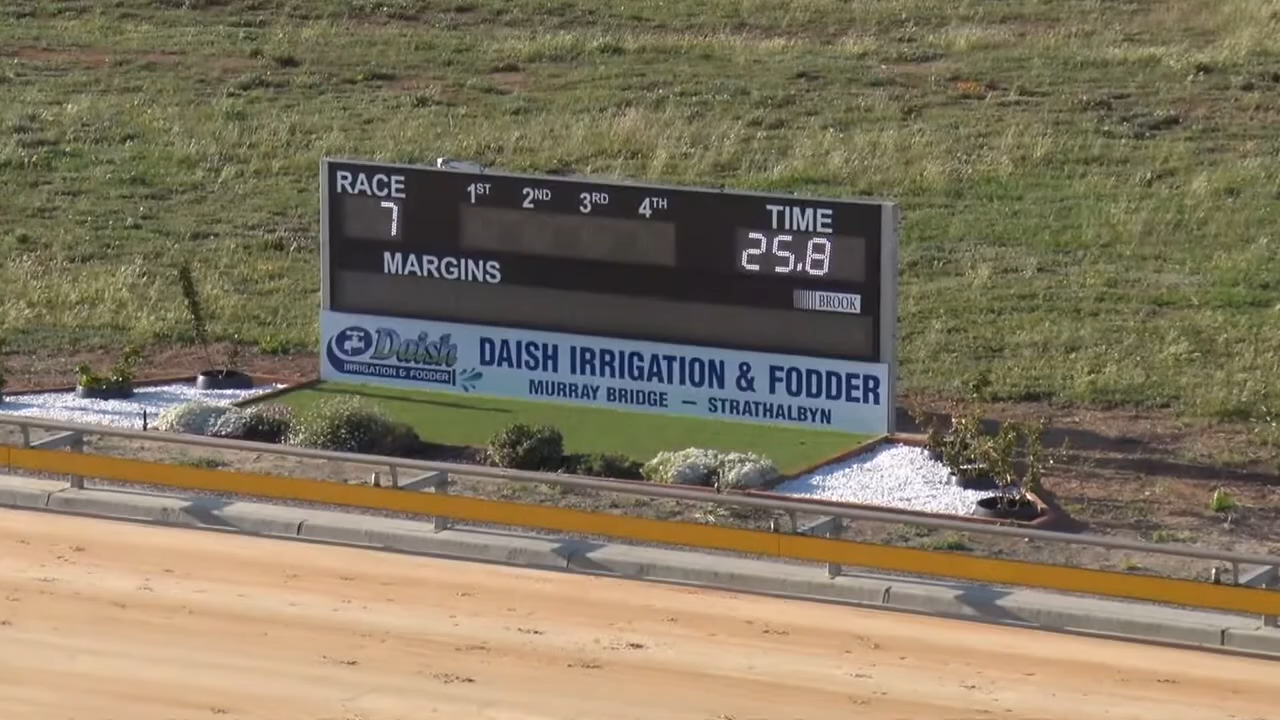 RACE 1ST 2ND 3RD 4TH TIME
7 25.8
MARGINS
BROOK
Daish
IRRIGATION & FODDER
DAISH IRRIGATION & FODDER
MURRAY BRIDGE — STRATHALBYN